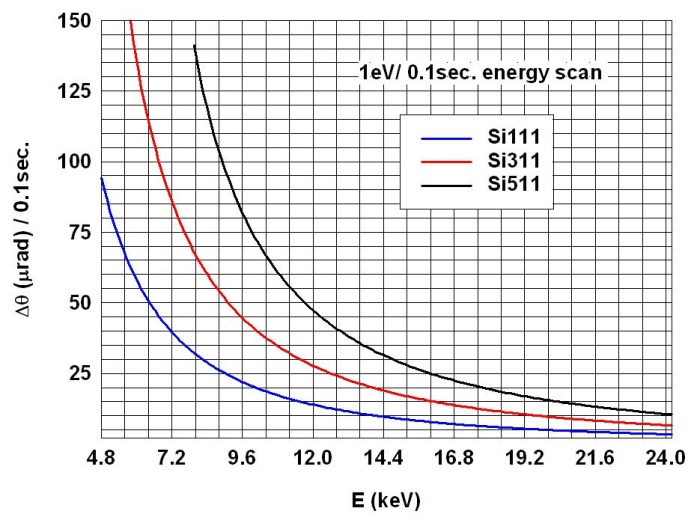 150
125
100
75
50
25
Δθ (μrad) / 0.1sec.
1eV/ 0.1sec. energy scan
Si111
Si311
Si511
4.8 7.2 9.6 12.0 14.4 16.8 19.2 21.6 24.0
E (keV)